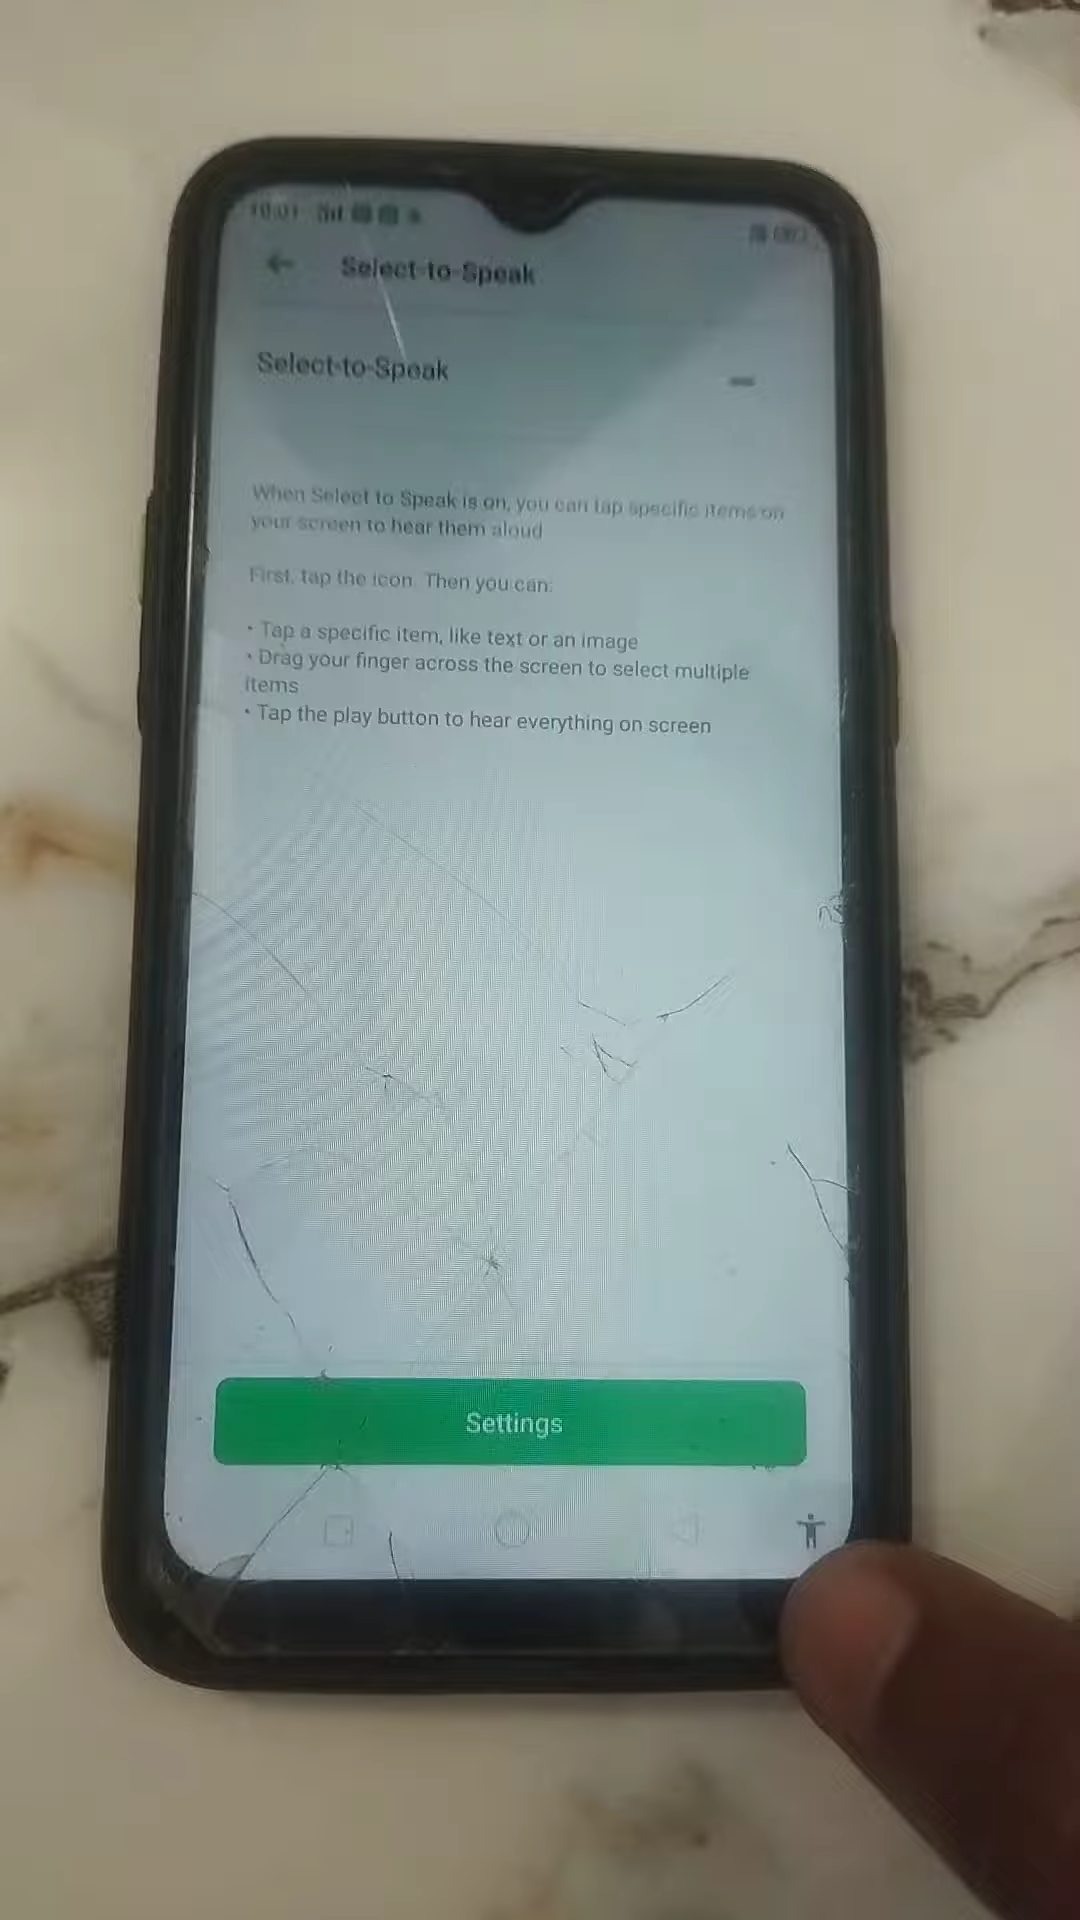 Select-to-Speak
Select-to-Speak
When Select to Speak is on, you can tap specific items on
your screen to hear them aloud
First, tap the icon. Then you can:
• Tap a specific item, like text or an image
• Drag your finger across the screen to select multiple
items
• Tap the play button to hear everything on screen
Settings